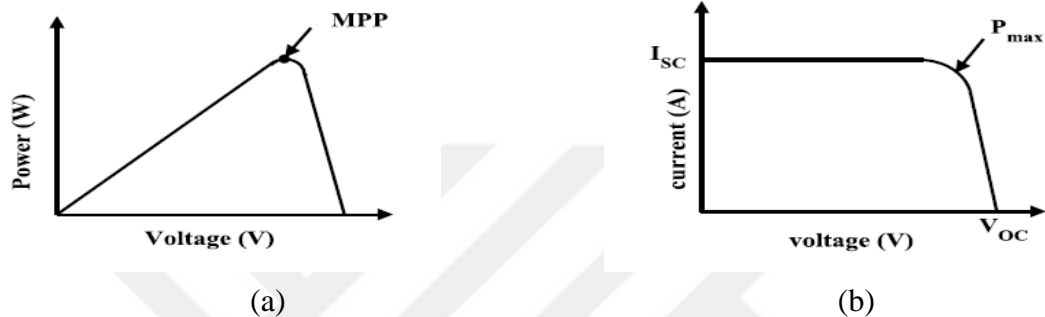 MPP
Power (W)
Voltage (V)
(a)
P_max
I_SC
current (A)
V_OC
voltage (V)
(b)